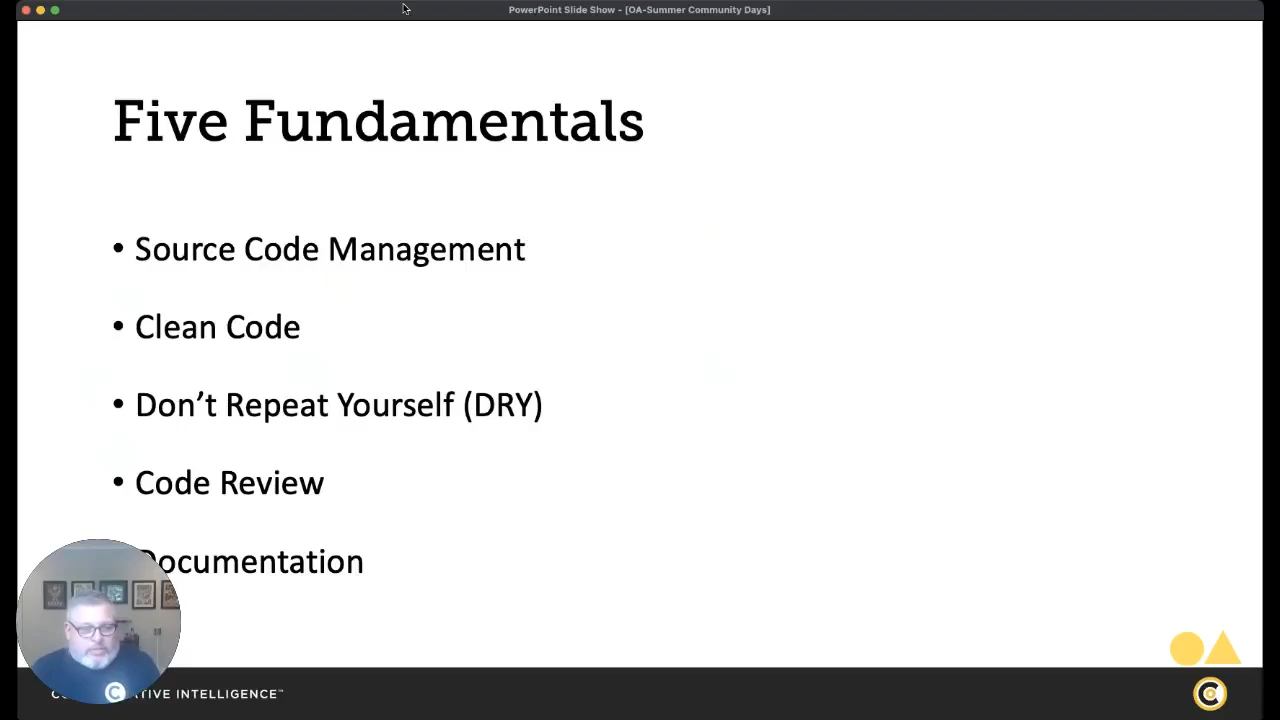 PowerPoint Slide Show - [OA-Summer Community Days]
Five Fundamentals
• Source Code Management
• Clean Code
• Don’t Repeat Yourself (DRY)
• Code Review
Documentation
INTELLIGENCE™